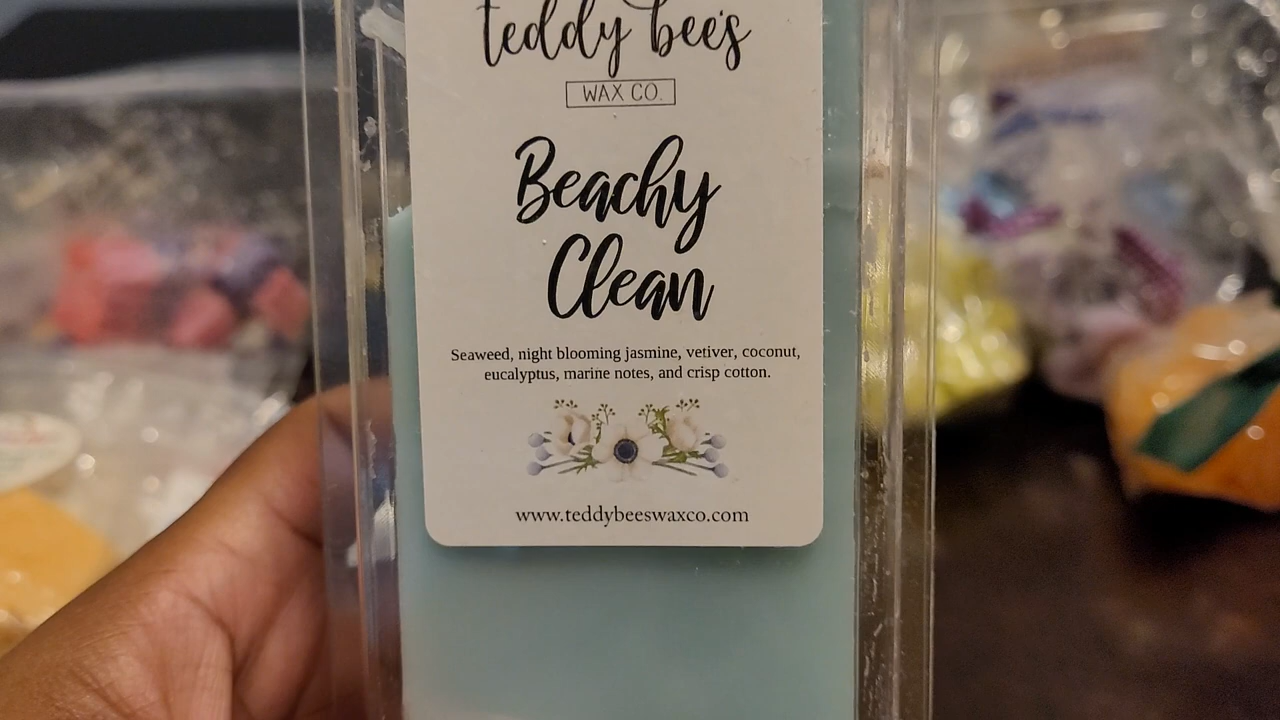 teddy bee's
WAX CO.
Beachy
Clean
Seaweed, night blooming jasmine, vetiver, coconut,
eucalyptus, marine notes, and crisp cotton.
www.teddybeeswaxco.com